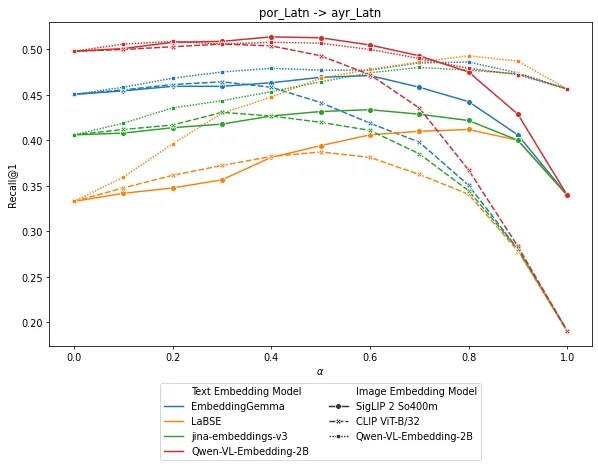 por_Latn -> ayr_Latn
Recall@1
0.50
0.45
0.40
0.35
0.30
0.25
0.20
0.0 0.2 0.4 0.6 0.8 1.0
α
Text Embedding Model Image Embedding Model
EmbeddingGemma SigLIP 2 So400m
LaBSE CLIP ViT-B/32
jina-embeddings-v3 Qwen-VL-Embedding-2B
Qwen-VL-Embedding-2B